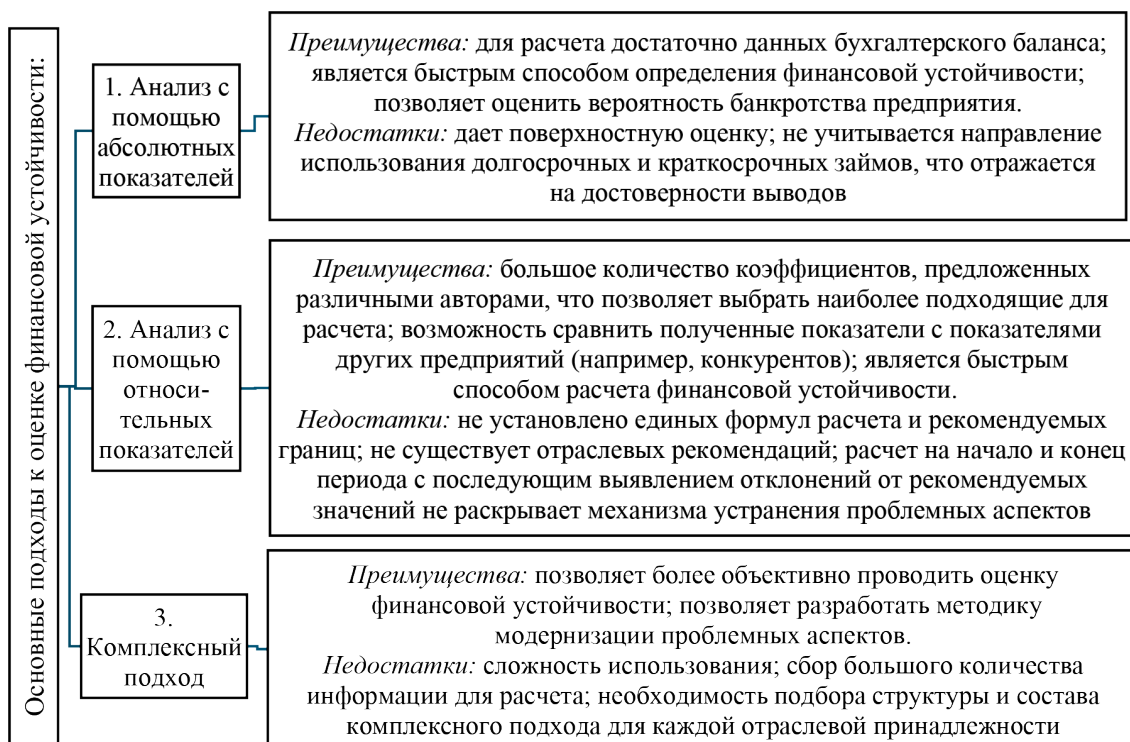 Основные подходы к оценке финансовой устойчивости:
1. Анализ с
помощью
абсолютных
показателей
Преимущества: для расчета достаточно данных бухгалтерского баланса;
является быстрым способом определения финансовой устойчивости;
позволяет оценить вероятность банкротства предприятия.
Недостатки: дает поверхностную оценку; не учитывается направление
использования долгосрочных и краткосрочных займов, что отражается
на достоверности выводов
2. Анализ с
помощью
относи-
тельных
показателей
Преимущества: большое количество коэффициентов, предложенных
различными авторами, что позволяет выбрать наиболее подходящие для
расчета; возможность сравнить полученные показатели с показателями
других предприятий (например, конкурентов); является быстрым
способом расчета финансовой устойчивости.
Недостатки: не установлено единых формул расчета и рекомендуемых
границ; не существует отраслевых рекомендаций; расчет на начало и конец
периода с последующим выявлением отклонений от рекомендуемых
значений не раскрывает механизма устранения проблемных аспектов
3.
Комплексный
подход
Преимущества: позволяет более объективно проводить оценку
финансовой устойчивости; позволяет разработать методику
модернизации проблемных аспектов.
Недостатки: сложность использования; сбор большого количества
информации для расчета; необходимость подбора структуры и состава
комплексного подхода для каждой отраслевой принадлежности